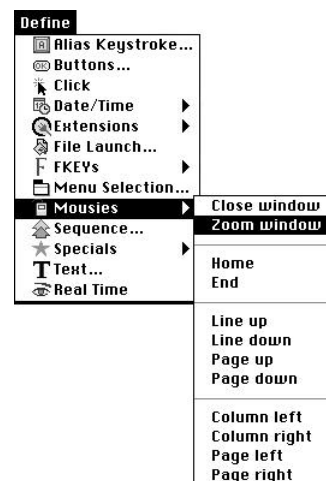 Define
Alias Keystroke...
OK Buttons...
Click
Date/Time
Extensions
File Launch...
F FKEYs
Menu Selection...
Mousies
Sequence...
Specials
T Text...
Real Time
Close window
Zoom window
Home
End
Line up
Line down
Page up
Page down
Column left
Column right
Page left
Page right